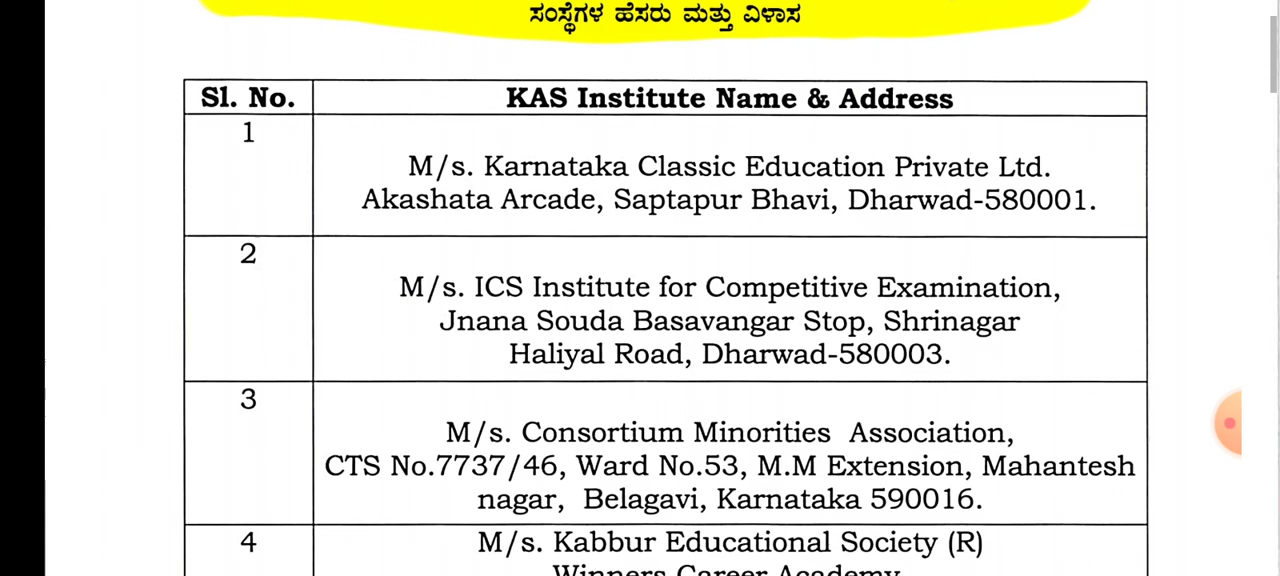 ಸಂಸ್ಥೆಗಳ ಹೆಸರು ಮತ್ತು ವಿಳಾಸ
Sl. No. KAS Institute Name & Address
1
M/s. Karnataka Classic Education Private Ltd.
Akashata Arcade, Saptapur Bhavi, Dharwad-580001.
2
M/s. ICS Institute for Competitive Examination,
Jnana Souda Basavangar Stop, Shrinagar
Haliyal Road, Dharwad-580003.
3
M/s. Consortium Minorities Association,
CTS No.7737/46, Ward No.53, M.M Extension, Mahantesh
nagar, Belagavi, Karnataka 590016.
4 M/s. Kabbur Educational Society (R)
Winners Career Academy